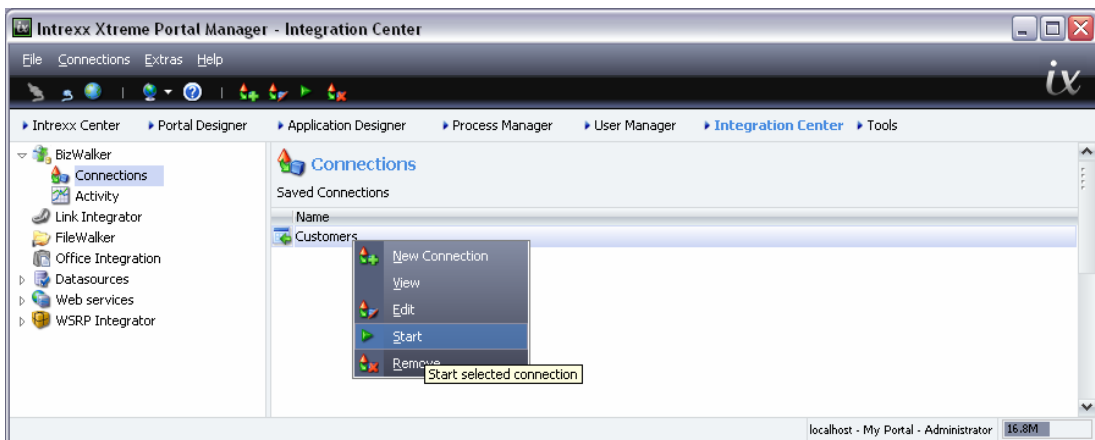 Intrexx Xtreme Portal Manager - Integration Center
File Connections Extras Help
ix
Intrexx Center Portal Designer Application Designer Process Manager User Manager Integration Center Tools
BizWalker
Connections
Activity
Link Integrator
FileWalker
Office Integration
Datasources
Web services
WSRP Integrator
Connections
Saved Connections
Name
Customers
New Connection
View
Edit
Start
Remove
Start selected connection
localhost - My Portal - Administrator 16.8M